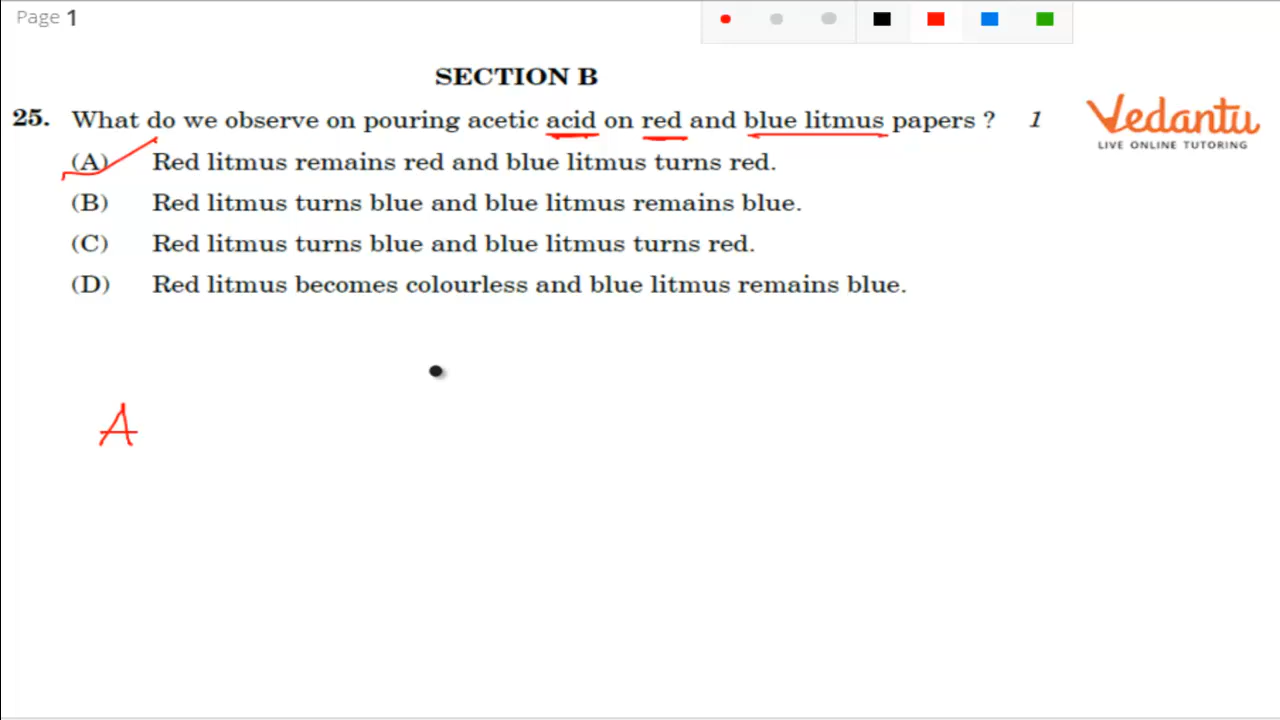 Page 1
SECTION B
25. What do we observe on pouring acetic acid on red and blue litmus papers ? 1
Vedantu
LIVE ONLINE TUTORING
(A) Red litmus remains red and blue litmus turns red.
(B) Red litmus turns blue and blue litmus remains blue.
(C) Red litmus turns blue and blue litmus turns red.
(D) Red litmus becomes colourless and blue litmus remains blue.
A